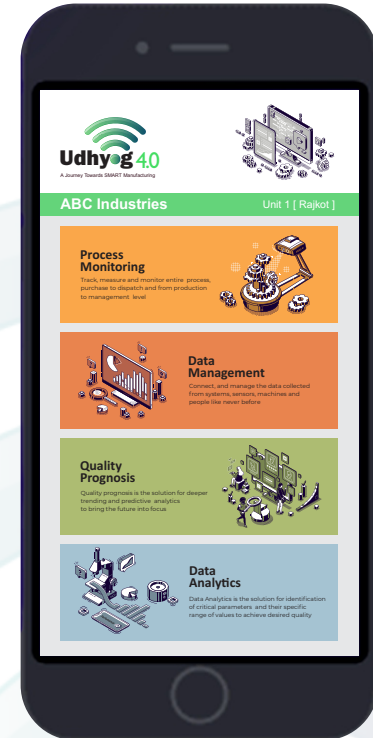 Udhyog 4.0
A Journey Towards SMART Manufacturing
ABC Industries
Unit 1 [ Rajkot ]
Process
Monitoring
Track, measure and monitor entire process,
purchase to dispatch and from production
to management level
Data
Management
Connect, and manage the data collected
from systems, sensors, machines and
people like never before
Quality
Prognosis
Quality prognosis is the solution for deeper
trending and predictive analytics
to bring the future into focus
Data
Analytics
Data Analytics is the solution for identification
of critical parameters and their specific
range of values to achieve desired quality